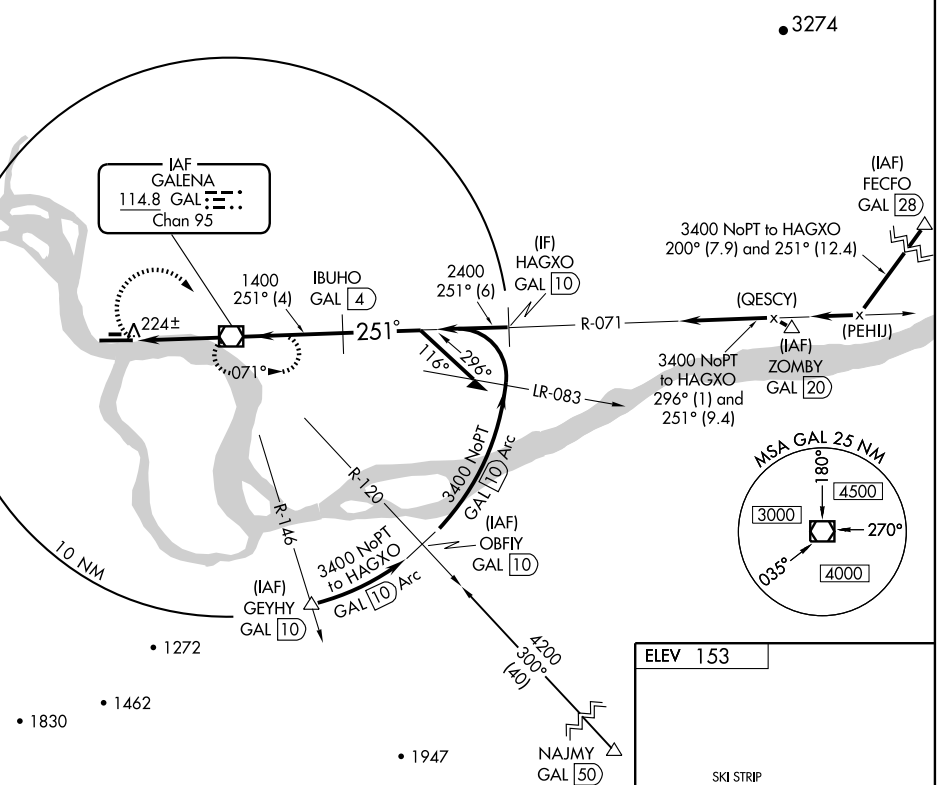 3274
IAF
GALENA
114.8 GAL
Chan 95
(IAF)
FECFO
GAL 28
3400 NoPT to HAGXO
200° (7.9) and 251° (12.4)
(IF)
HAGXO
GAL 10
2400
251° (6)
IBUHO
GAL 4
1400
251° (4)
224±
251°
R-071
(QESCY)
(PEHIJ)
(IAF)
ZOMBY
GAL 20
3400 NoPT
to HAGXO
296° (1) and
251° (9.4)
071°
116°
296°
LR-083
3400 NoPT
GAL 10 Arc
R-120
R-146
(IAF)
OBFIY
GAL 10
3400 NoPT
to HAGXO
GAL 10 Arc
10 NM
(IAF)
GEYHY
GAL 10
MSA GAL 25 NM
180°
4500
3000
270°
035°
4000
1272
1462
1830
1947
4200
300°
(40)
NAJMY
GAL 50
ELEV 153
SKI STRIP